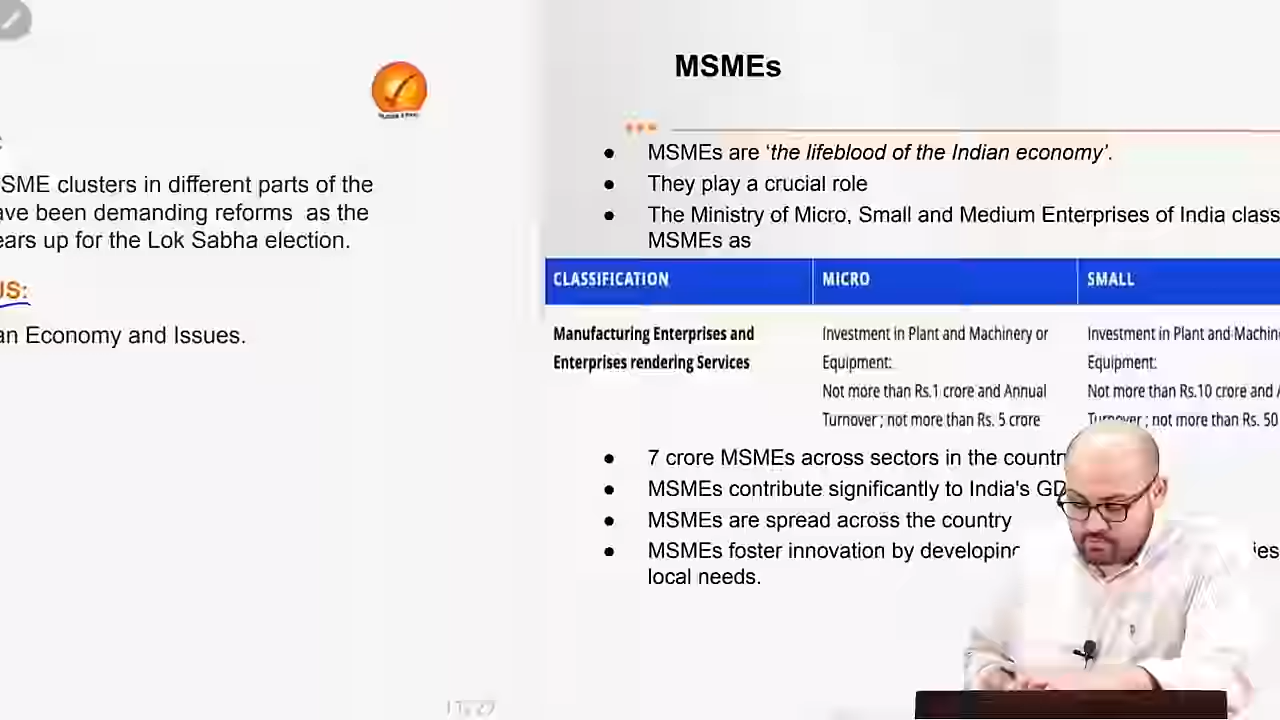 SME clusters in different parts of the
ave been demanding reforms as the
ears up for the Lok Sabha election.
US:
an Economy and Issues.
MSMEs
MSMEs are ‘the lifeblood of the Indian economy’.
They play a crucial role
The Ministry of Micro, Small and Medium Enterprises of India class
MSMEs as
CLASSIFICATION MICRO SMALL
Manufacturing Enterprises and
Enterprises rendering Services
Investment in Plant and Machinery or
Equipment:
Not more than Rs.1 crore and Annual
Turnover ; not more than Rs. 5 crore
Investment in Plant and Machin
Equipment:
Not more than Rs.10 crore and A
Turnover ; not more than Rs. 50
7 crore MSMEs across sectors in the countr
MSMEs contribute significantly to India's GD
MSMEs are spread across the country
MSMEs foster innovation by developing ies
local needs.